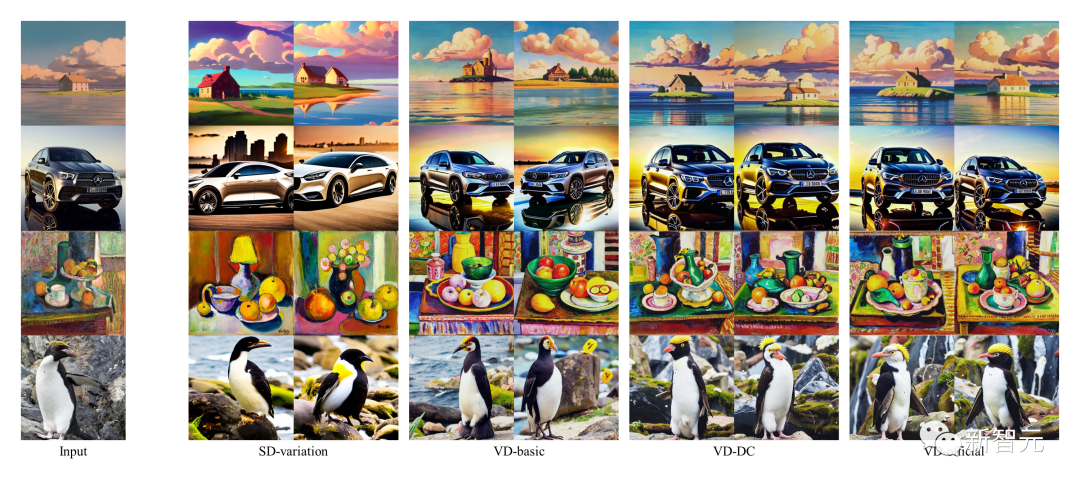 Input
SD-variation
VD-basic
VD-DC
新智元